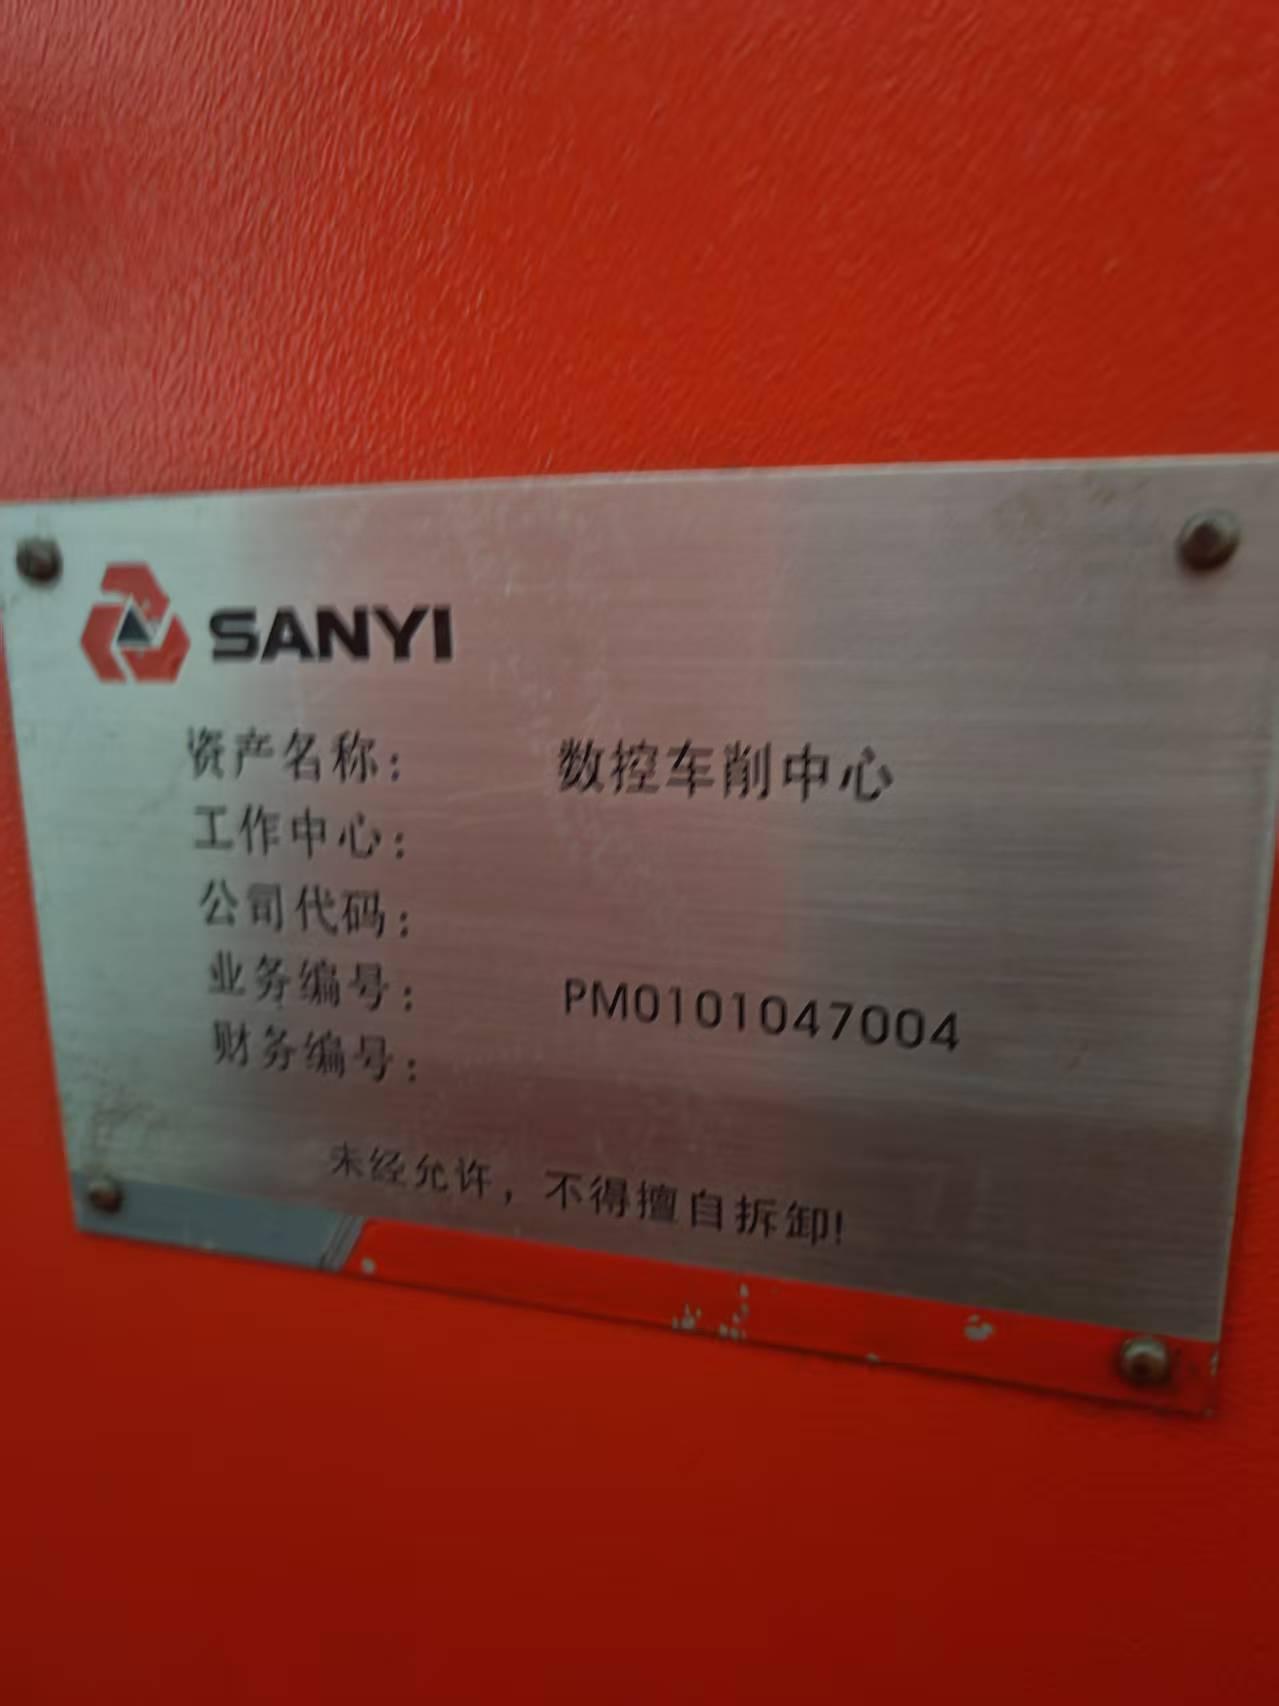 SANYI
资产名称： 数控车削中心
工作中心：
公司代码：
业务编号： PM0101047004
财务编号：
未经允许，不得擅自拆卸!